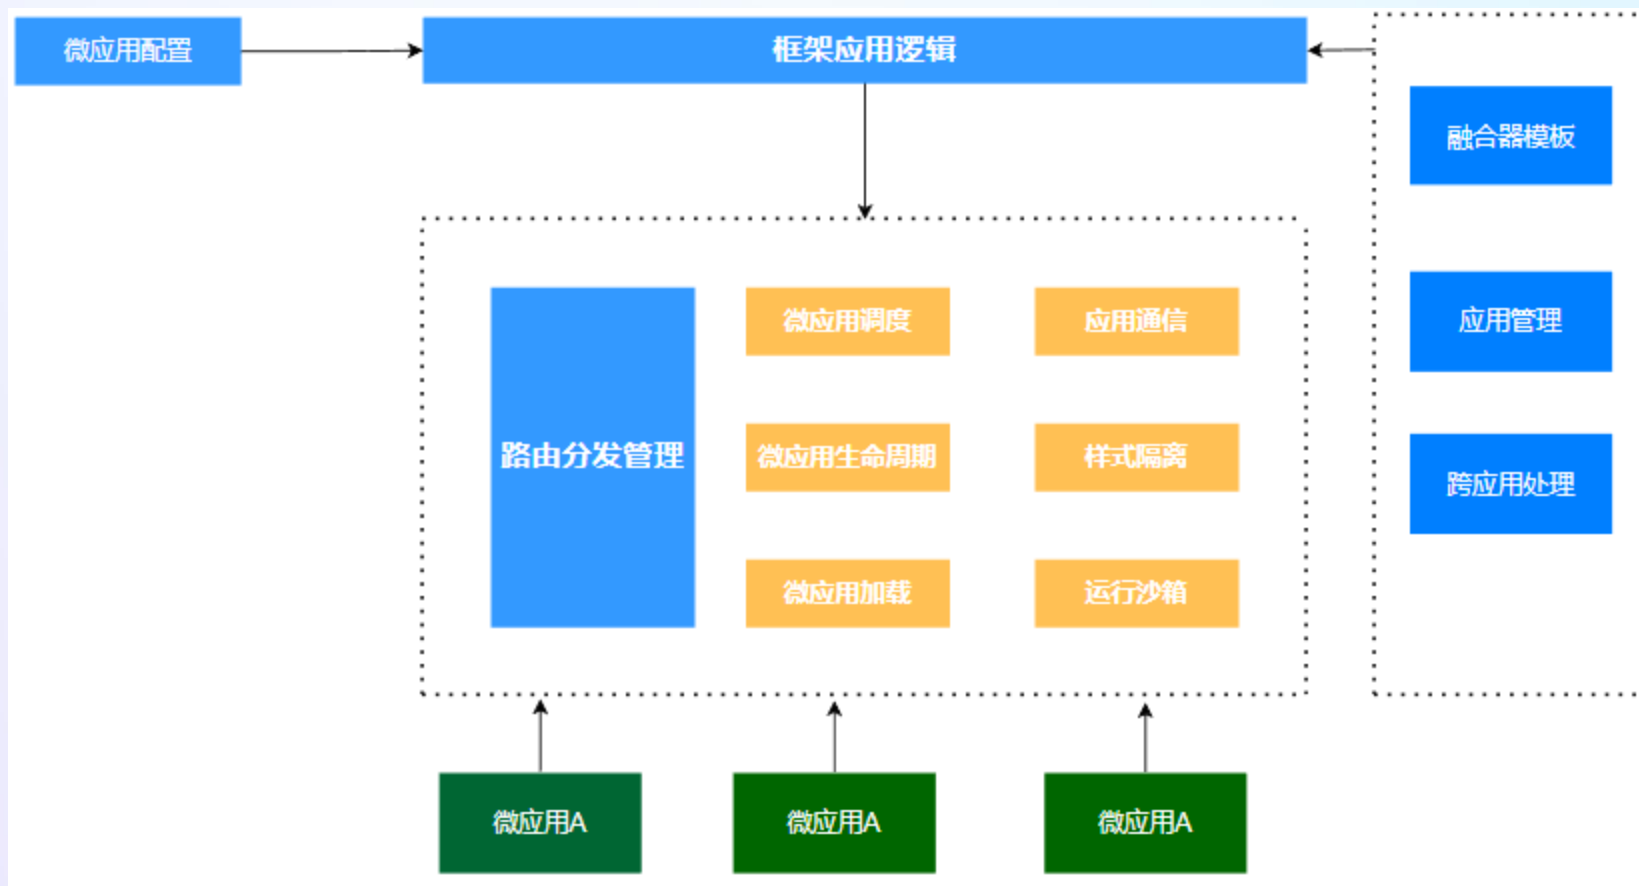 微应用配置
框架应用逻辑
融合器模板
应用管理
跨应用处理
路由分发管理
微应用调度
应用通信
微应用生命周期
样式隔离
微应用加载
运行沙箱
微应用A
微应用A
微应用A